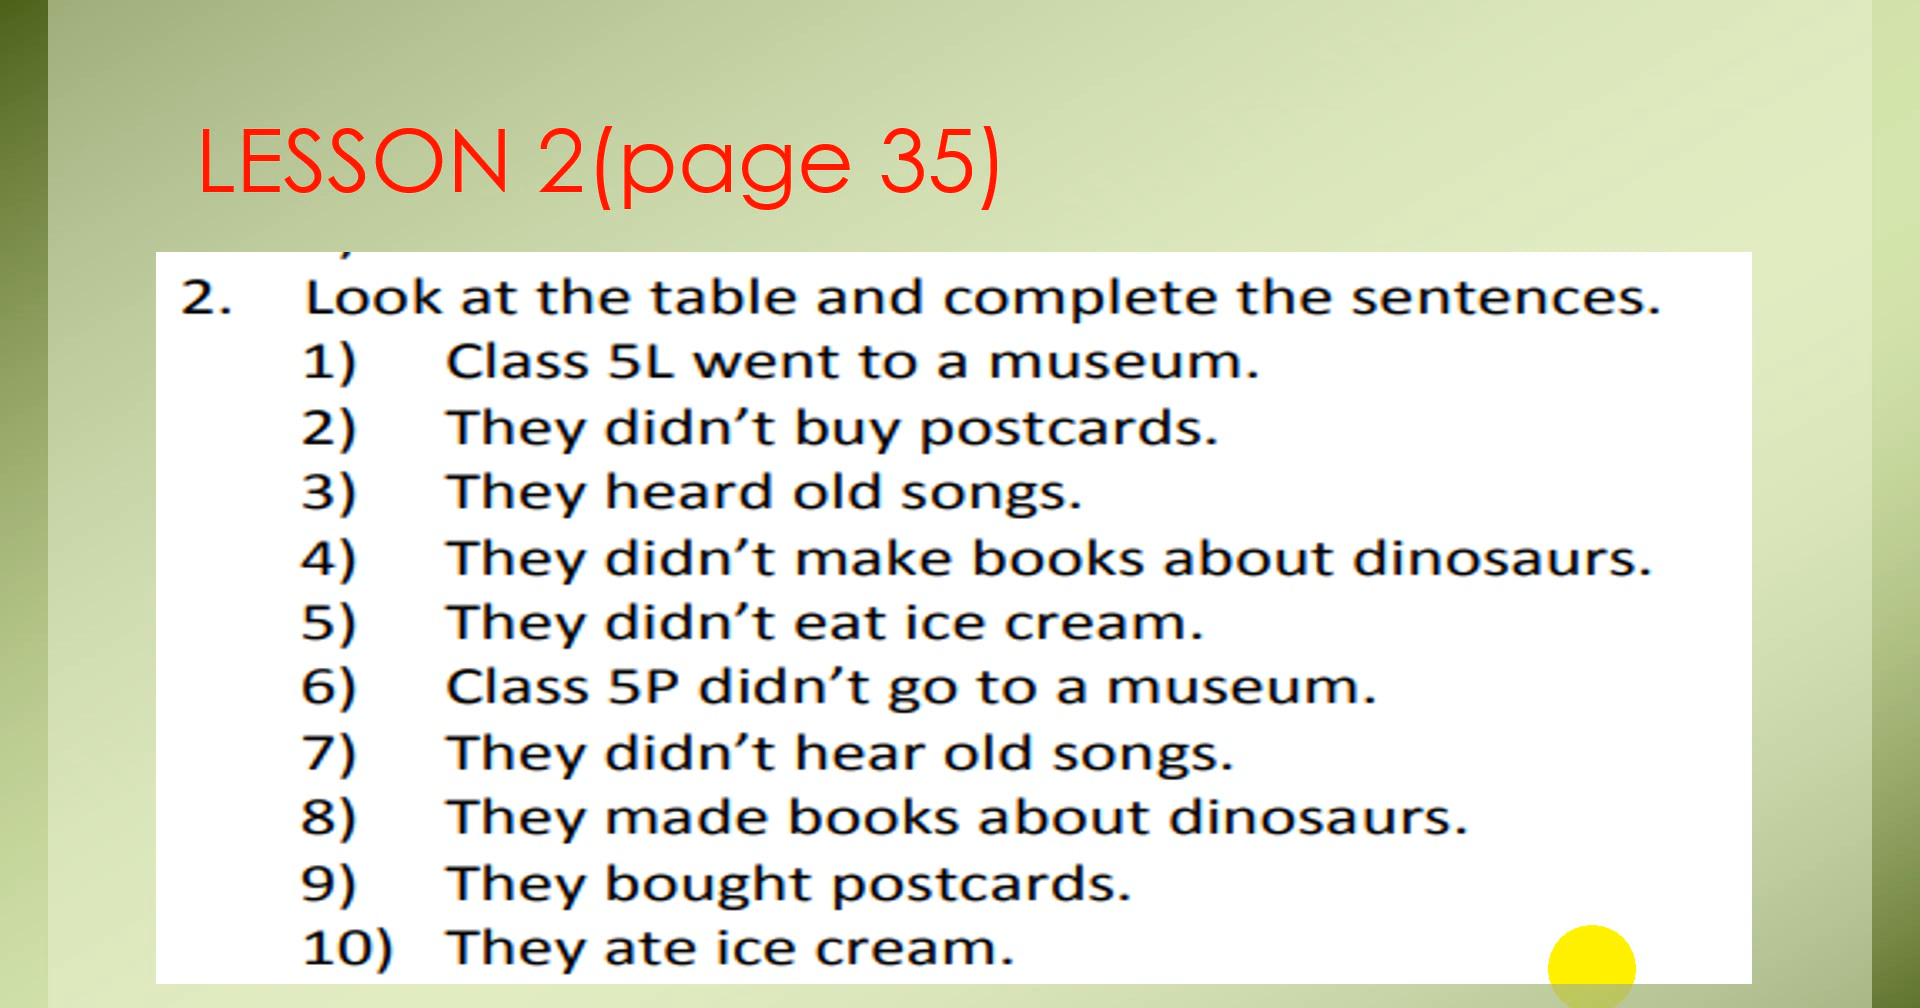 LESSON 2(page 35)
2. Look at the table and complete the sentences.
1) Class 5L went to a museum.
2) They didn’t buy postcards.
3) They heard old songs.
4) They didn’t make books about dinosaurs.
5) They didn’t eat ice cream.
6) Class 5P didn’t go to a museum.
7) They didn’t hear old songs.
8) They made books about dinosaurs.
9) They bought postcards.
10) They ate ice cream.